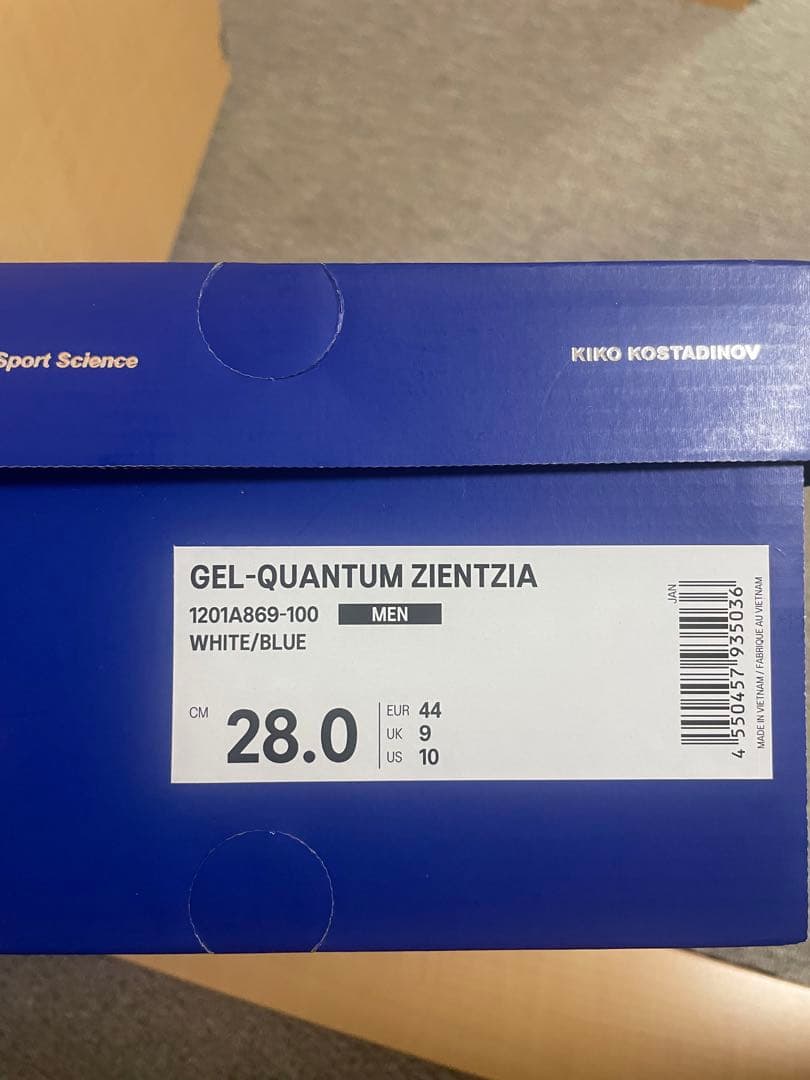 Sport Science
KIKO KOSTADINOV
GEL-QUANTUM ZIENTZIA
1201A869-100 MEN
WHITE/BLUE
CM 28.0
EUR 44
UK 9
US 10
JAN
4 550457 935036
MADE IN VIETNAM / FABRIQUE AU VIETNAM